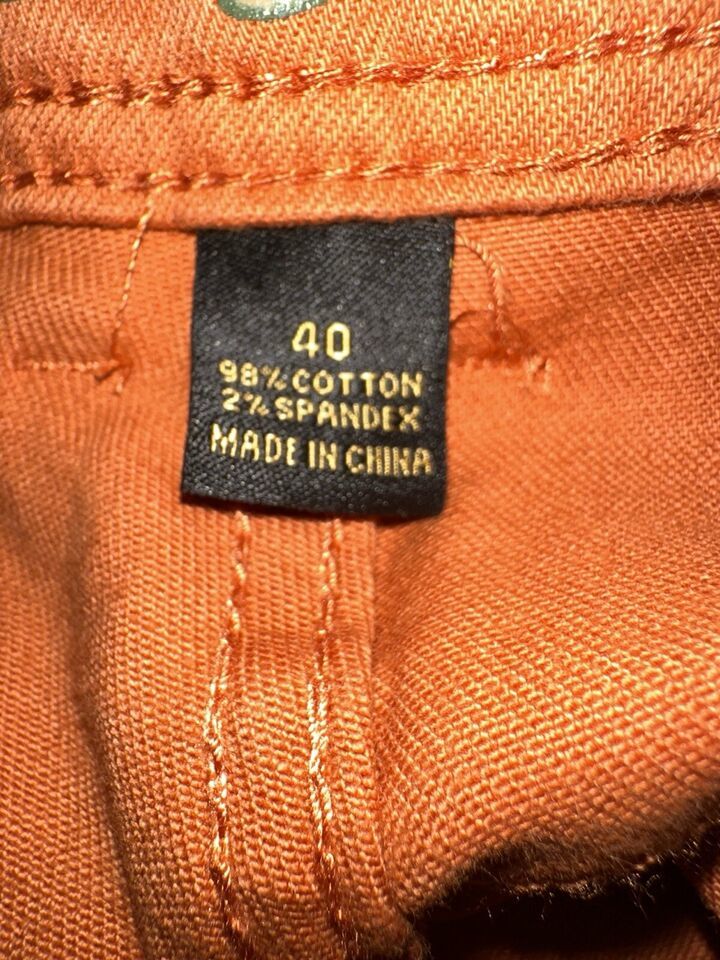 40
98% COTTON
2% SPANDEX
MADE IN CHINA